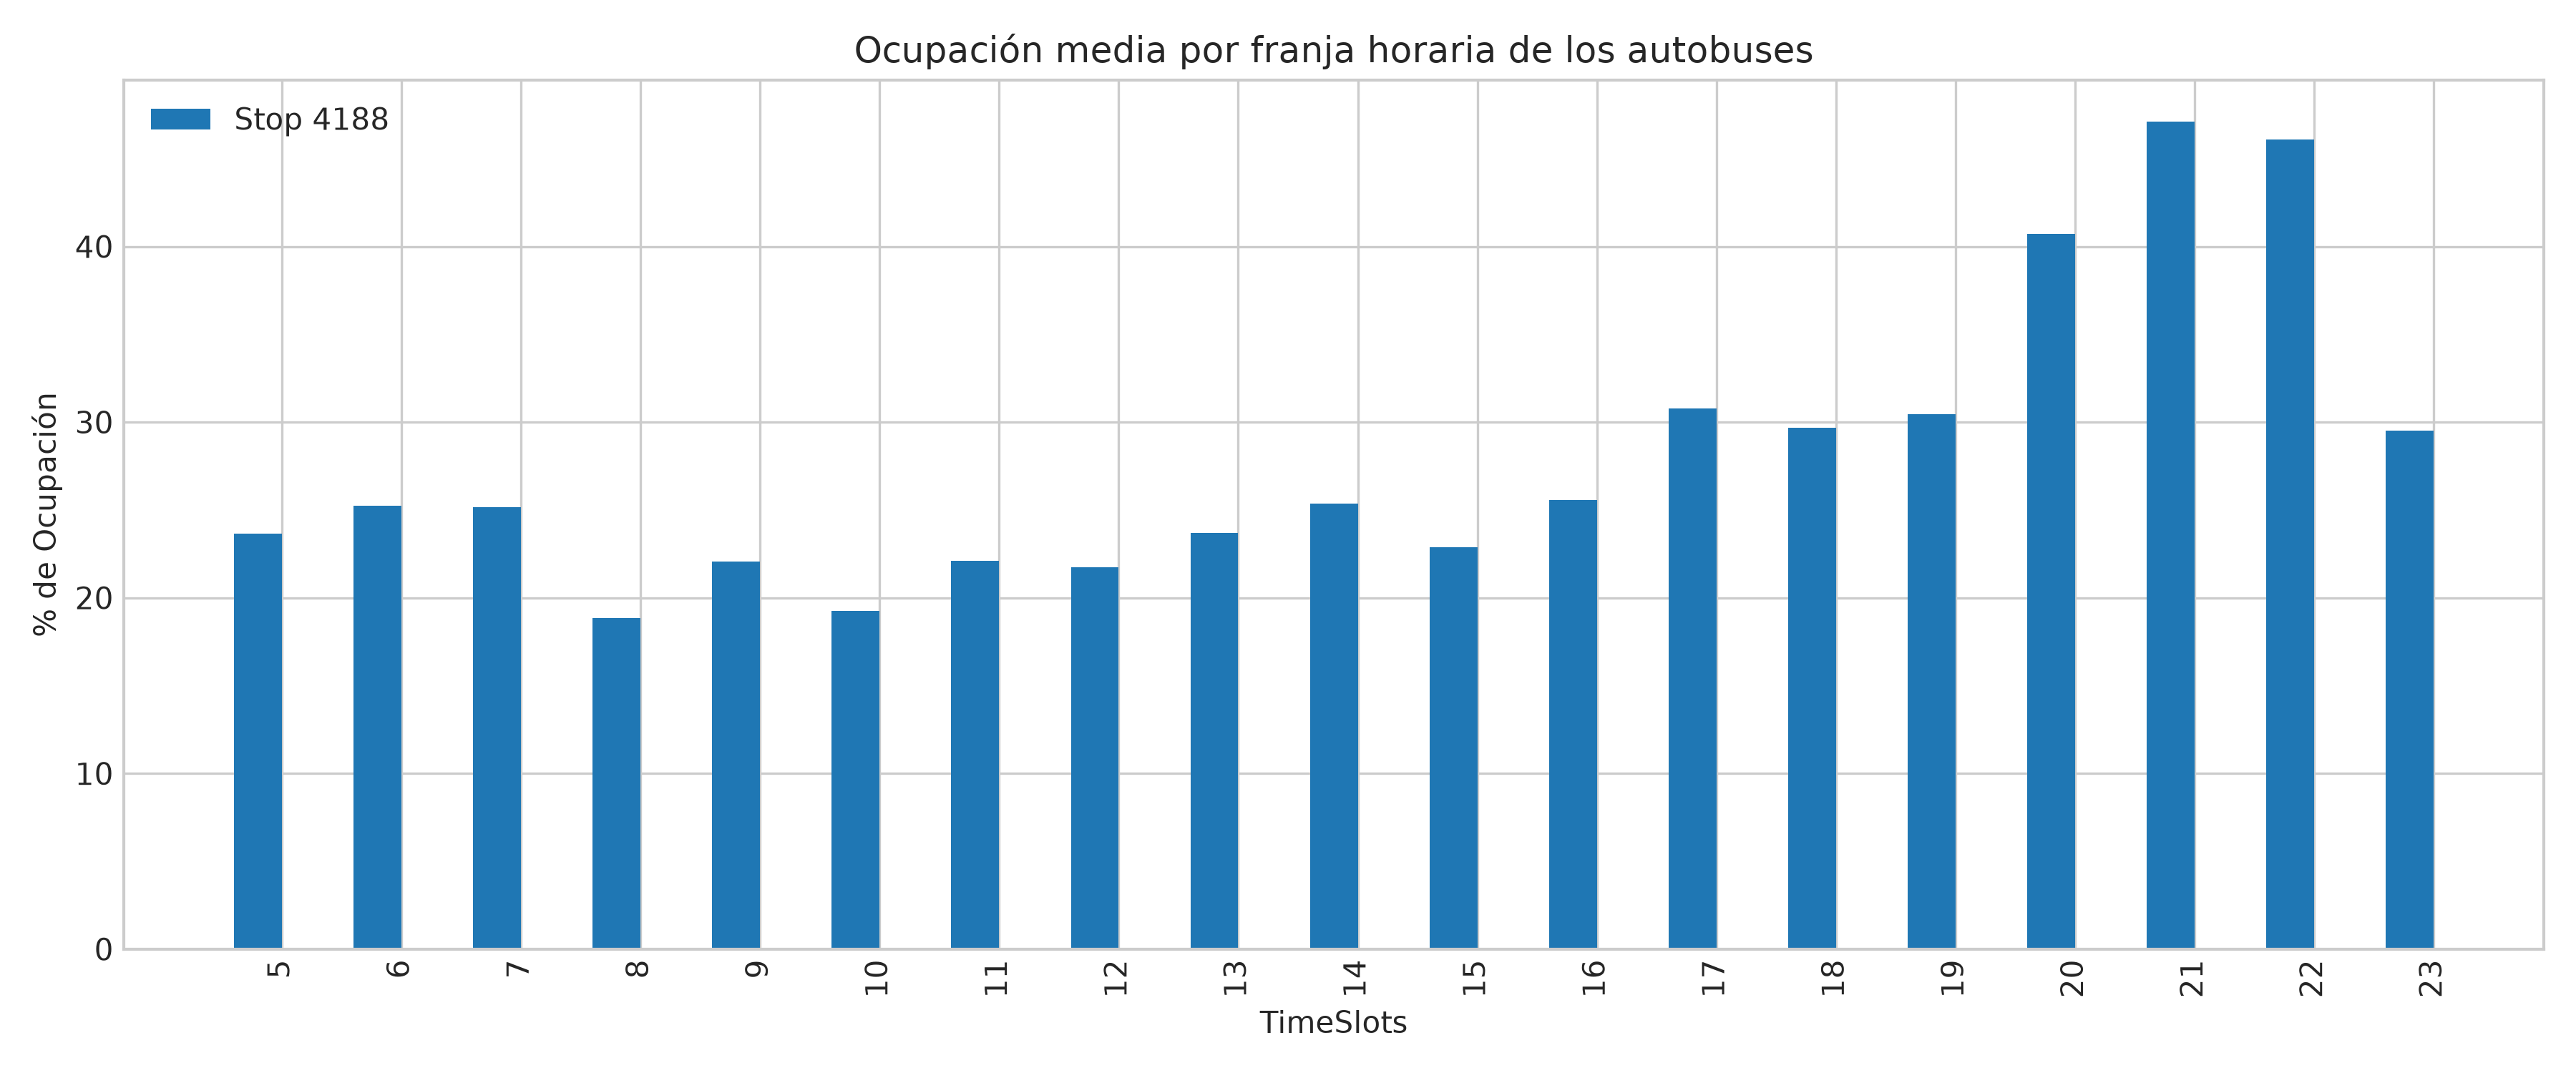 Ocupación media por franja horaria de los autobuses
Stop 4188
% de Ocupación
40
30
20
10
0
5 6 7 8 9 10 11 12 13 14 15 16 17 18 19 20 21 22 23
TimeSlots